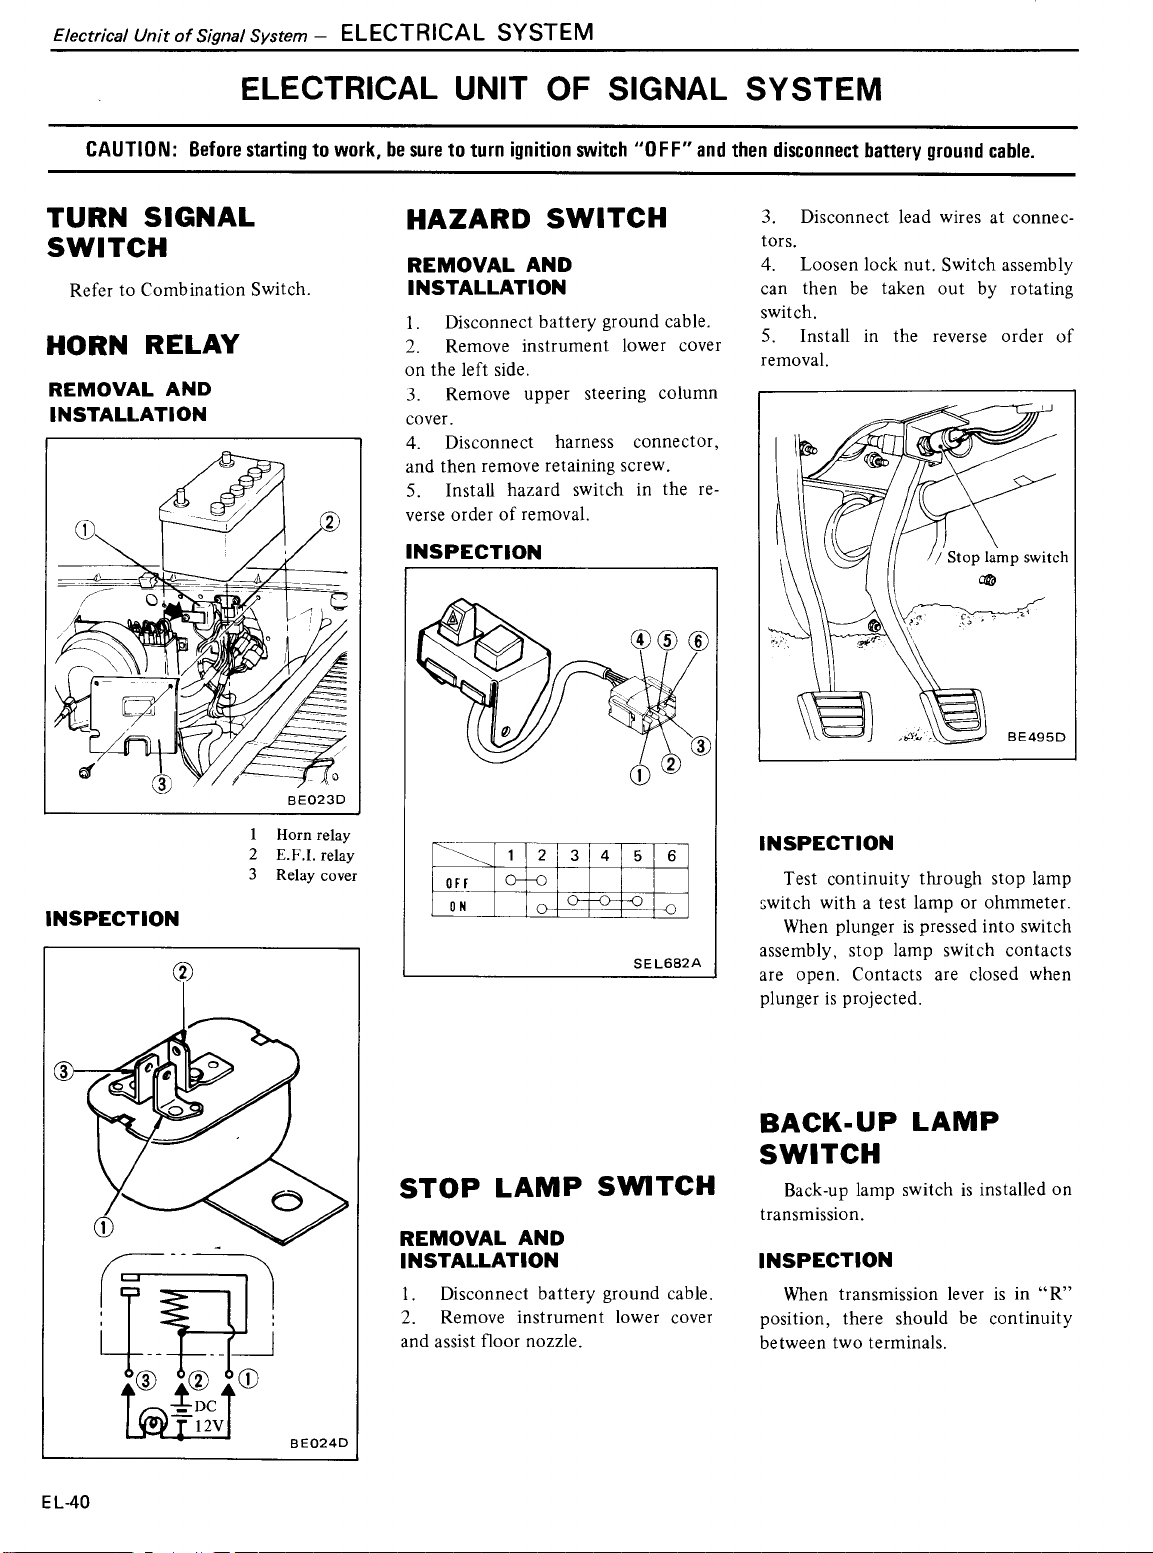 Electrical Unit of Signal System – ELECTRICAL SYSTEM
ELECTRICAL UNIT OF SIGNAL SYSTEM
CAUTION: Before starting to work, be sure to turn ignition switch "OFF" and then disconnect battery ground cable.
TURN SIGNAL
SWITCH
Refer to Combination Switch.
HORN RELAY
REMOVAL AND
INSTALLATION
① ②
③
BE023D
1 Horn relay
2 E.F.I. relay
3 Relay cover
INSPECTION
②
③
①
③ ② ①
DC
12V
BE024D
HAZARD SWITCH
REMOVAL AND
INSTALLATION
1. Disconnect battery ground cable.
2. Remove instrument lower cover
on the left side.
3. Remove upper steering column
cover.
4. Disconnect harness connector,
and then remove retaining screw.
5. Install hazard switch in the re-
verse order of removal.
INSPECTION
④ ⑤ ⑥
③
②
①
1 2 3 4 5 6
OFF
ON
SEL682A
STOP LAMP SWITCH
REMOVAL AND
INSTALLATION
1. Disconnect battery ground cable.
2. Remove instrument lower cover
and assist floor nozzle.
3. Disconnect lead wires at connec-
tors.
4. Loosen lock nut. Switch assembly
can then be taken out by rotating
switch.
5. Install in the reverse order of
removal.
Stop lamp switch
BE495D
INSPECTION
Test continuity through stop lamp
switch with a test lamp or ohmmeter.
When plunger is pressed into switch
assembly, stop lamp switch contacts
are open. Contacts are closed when
plunger is projected.
BACK-UP LAMP
SWITCH
Back-up lamp switch is installed on
transmission.
INSPECTION
When transmission lever is in "R"
position, there should be continuity
between two terminals.
EL-40